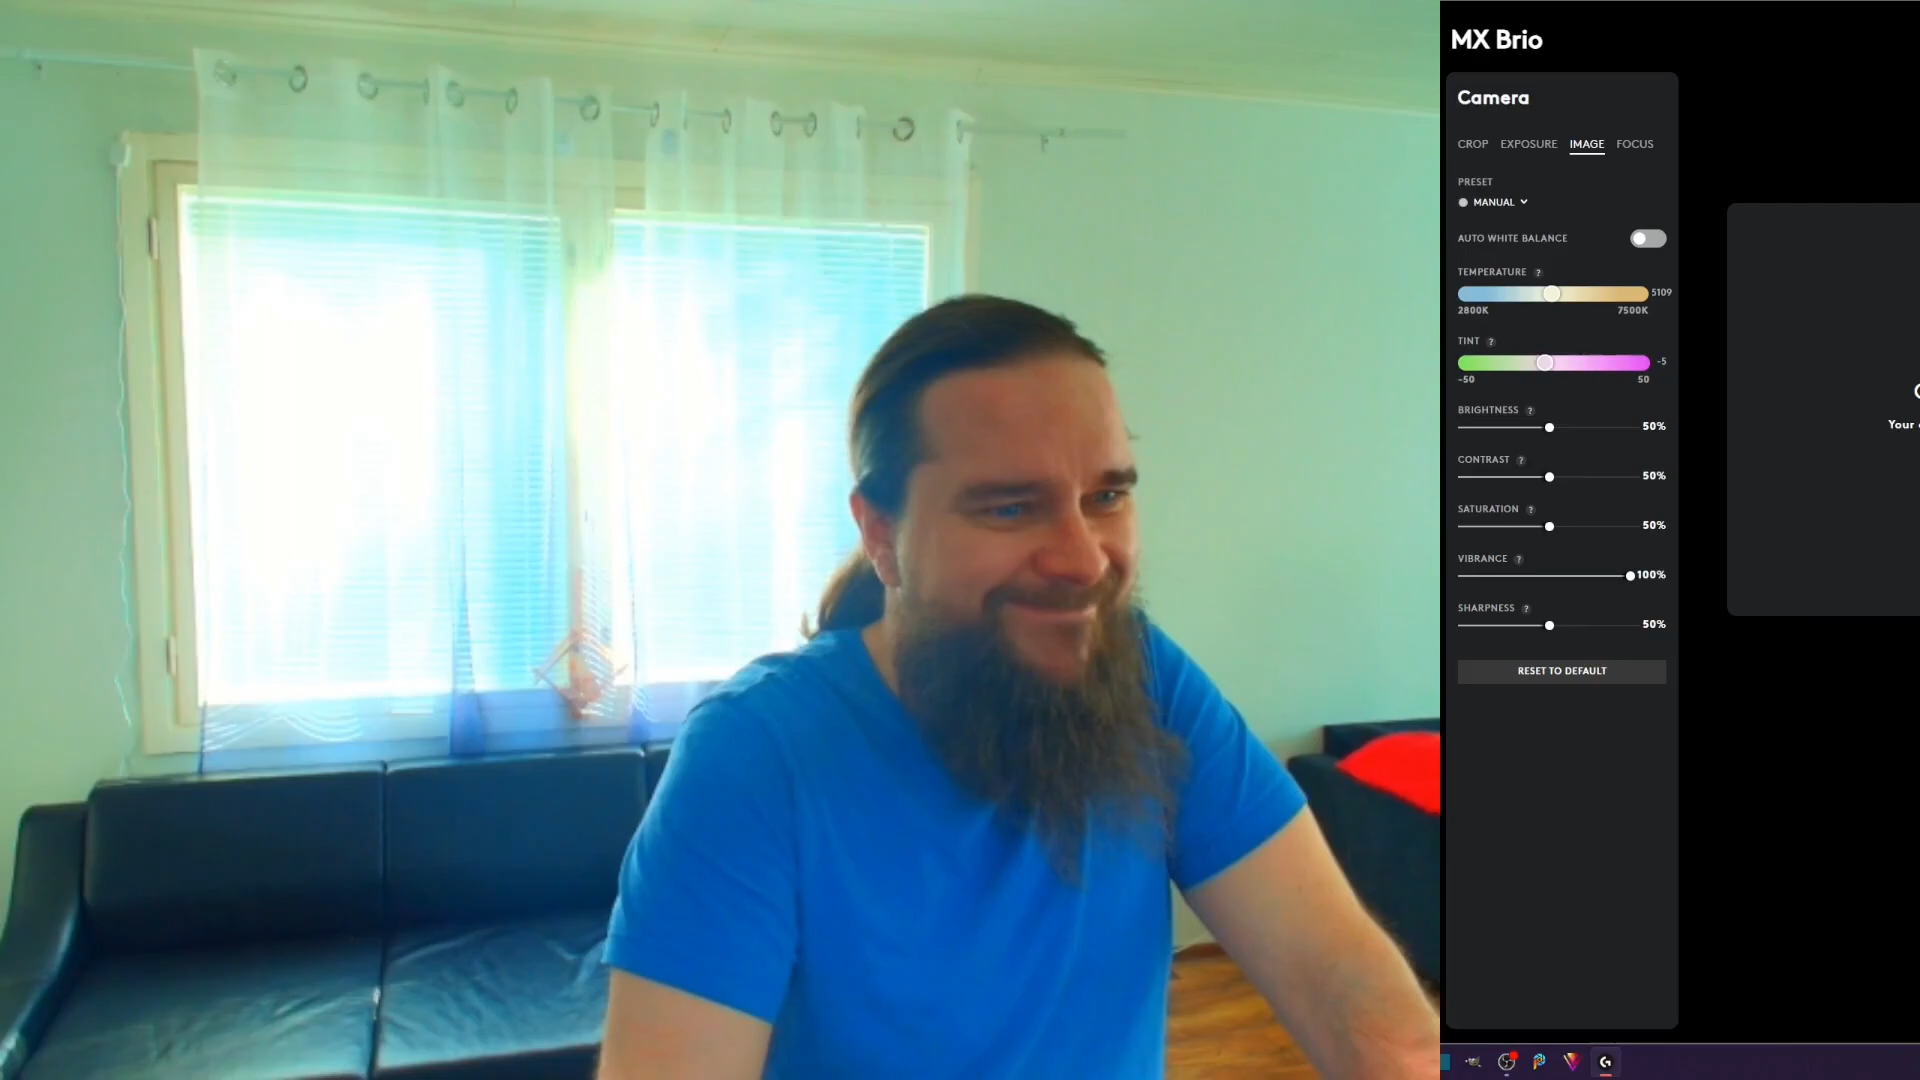 MX Brio
Camera
CROP EXPOSURE IMAGE FOCUS
PRESET
MANUAL
AUTO WHITE BALANCE
TEMPERATURE ?
5109
2800K 7500K
TINT ?
-5
-50 50
BRIGHTNESS ?
50%
CONTRAST ?
50%
SATURATION ?
50%
VIBRANCE ?
100%
SHARPNESS ?
50%
RESET TO DEFAULT
Your